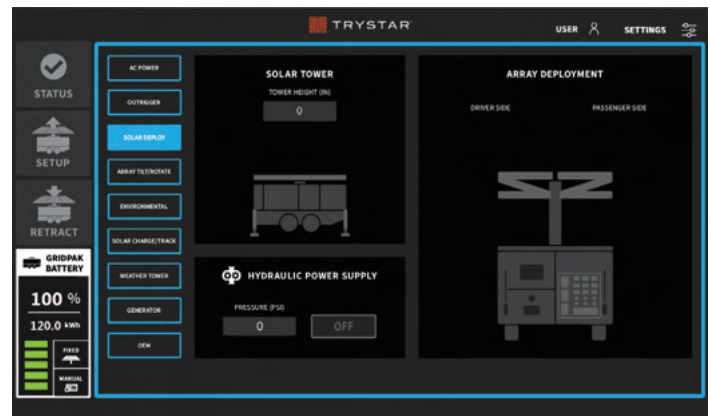 TRYSTAR
USER
SETTINGS
STATUS
SETUP
RETRACT
GRIDPAK
BATTERY
100 %
120.0 kWh
FIXED
MANUAL
AC POWER
OUTRIGGER
SOLAR DEPLOY
ARRAY TILT/ROTATE
ENVIRONMENTAL
SOLAR CHARGE/TRACK
WEATHER TOWER
GENERATOR
OEM
SOLAR TOWER
TOWER HEIGHT (IN)
0
HYDRAULIC POWER SUPPLY
PRESSURE (PSI)
0
OFF
ARRAY DEPLOYMENT
DRIVER SIDE
PASSENGER SIDE